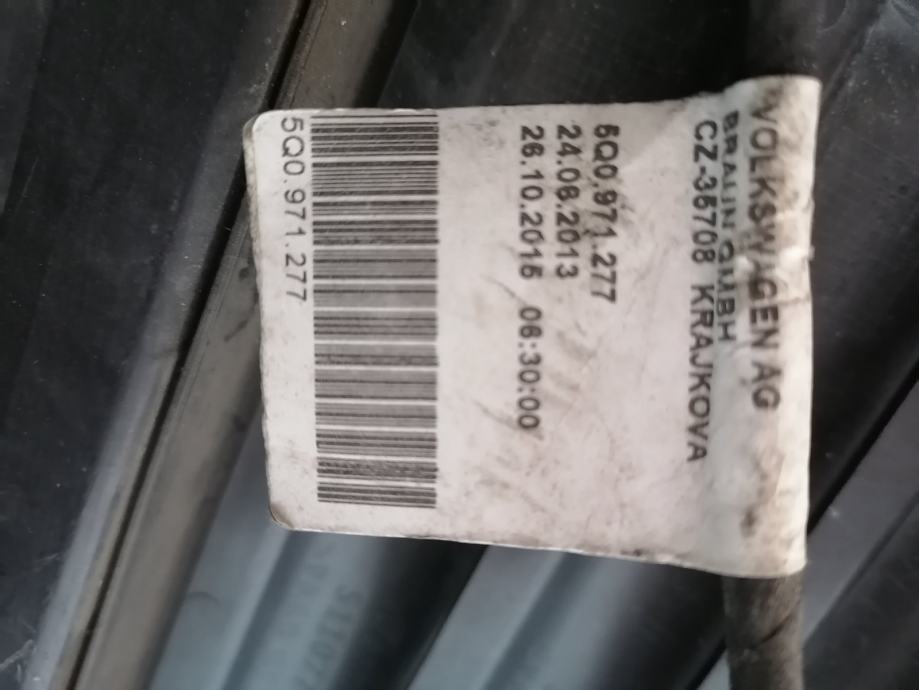 VOLKSWAGEN AG
BRAUN GMBH
CZ-35708 KRAJKOVA
5Q0.971.277
24.08.2013
26.10.2015 06:30:00
5Q0.971.277